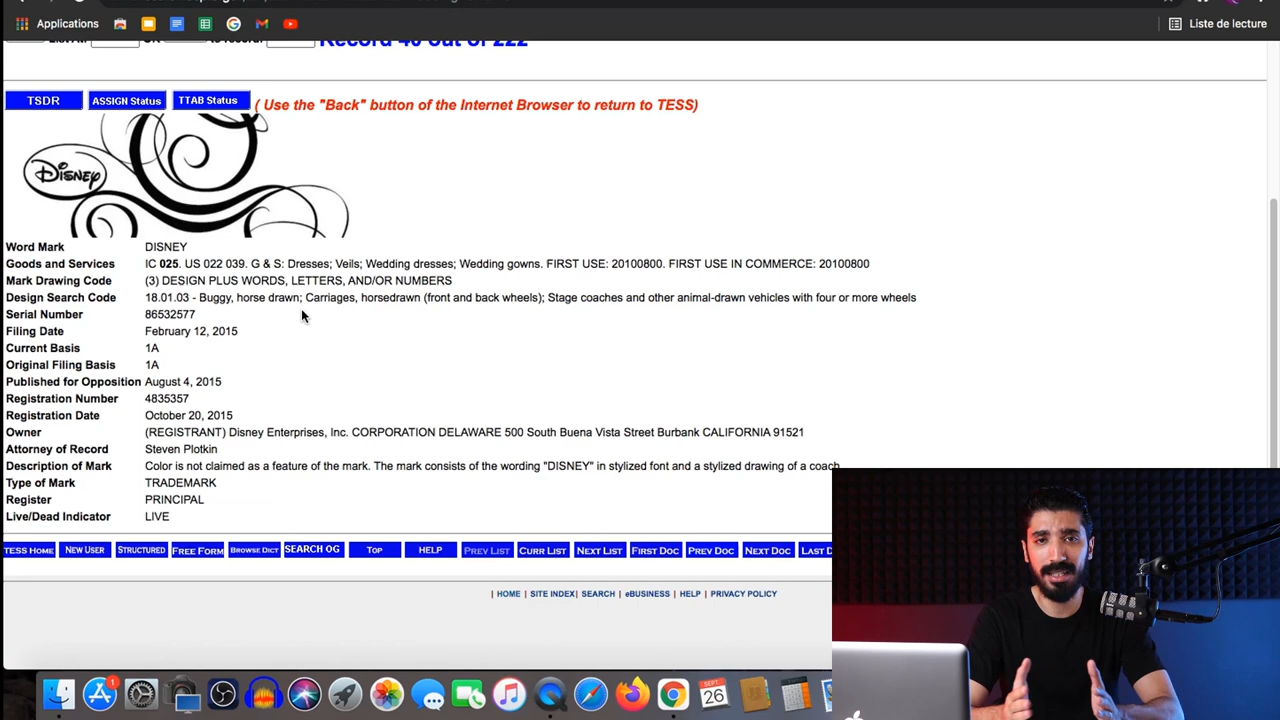 Applications
Liste de lecture
Record 40 out of 222
TSDR ASSIGN Status TTAB Status ( Use the "Back" button of the Internet Browser to return to TESS)
Disney
Word Mark DISNEY
Goods and Services IC 025. US 022 039. G & S: Dresses; Veils; Wedding dresses; Wedding gowns. FIRST USE: 20100800. FIRST USE IN COMMERCE: 20100800
Mark Drawing Code (3) DESIGN PLUS WORDS, LETTERS, AND/OR NUMBERS
Design Search Code 18.01.03 - Buggy, horse drawn; Carriages, horsedrawn (front and back wheels); Stage coaches and other animal-drawn vehicles with four or more wheels
Serial Number 86532577
Filing Date February 12, 2015
Current Basis 1A
Original Filing Basis 1A
Published for Opposition August 4, 2015
Registration Number 4835357
Registration Date October 20, 2015
Owner (REGISTRANT) Disney Enterprises, Inc. CORPORATION DELAWARE 500 South Buena Vista Street Burbank CALIFORNIA 91521
Attorney of Record Steven Plotkin
Description of Mark Color is not claimed as a feature of the mark. The mark consists of the wording "DISNEY" in stylized font and a stylized drawing of a coach.
Type of Mark TRADEMARK
Register PRINCIPAL
Live/Dead Indicator LIVE
TESS HOME NEW USER STRUCTURED FREE FORM BROWSE DICT SEARCH OG TOP HELP PREV LIST CURR LIST NEXT LIST FIRST DOC PREV DOC NEXT DOC LAST D
| HOME | SITE INDEX | SEARCH | eBUSINESS | HELP | PRIVACY POLICY
1
SEP
26